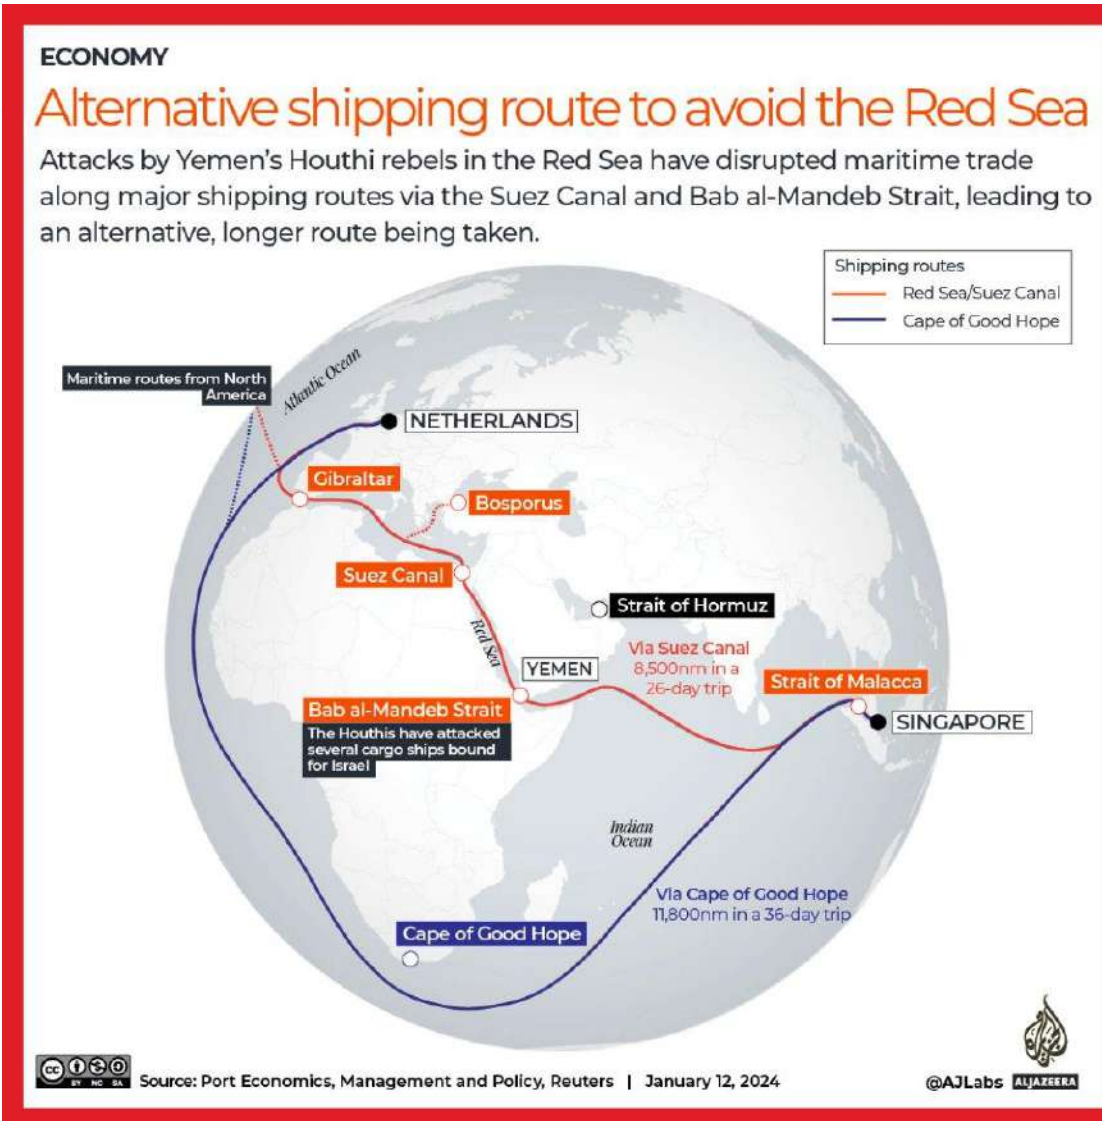 ECONOMY
Alternative shipping route to avoid the Red Sea
Attacks by Yemen's Houthi rebels in the Red Sea have disrupted maritime trade
along major shipping routes via the Suez Canal and Bab al-Mandeb Strait, leading to
an alternative, longer route being taken.
Shipping routes
Red Sea/Suez Canal
Cape of Good Hope
Maritime routes from North
America
Atlantic Ocean
NETHERLANDS
Gibraltar
Bosporus
Suez Canal
Strait of Hormuz
Red Sea
Via Suez Canal
8,500nm in a
26-day trip
YEMEN
Strait of Malacca
Bab al-Mandeb Strait
SINGAPORE
The Houthis have attacked
several cargo ships bound
for Israel
Indian
Ocean
Via Cape of Good Hope
11,800nm in a 36-day trip
Cape of Good Hope
cc
BY NC SA
Source: Port Economics, Management and Policy, Reuters | January 12, 2024
@AJLabs ALJAZEERA